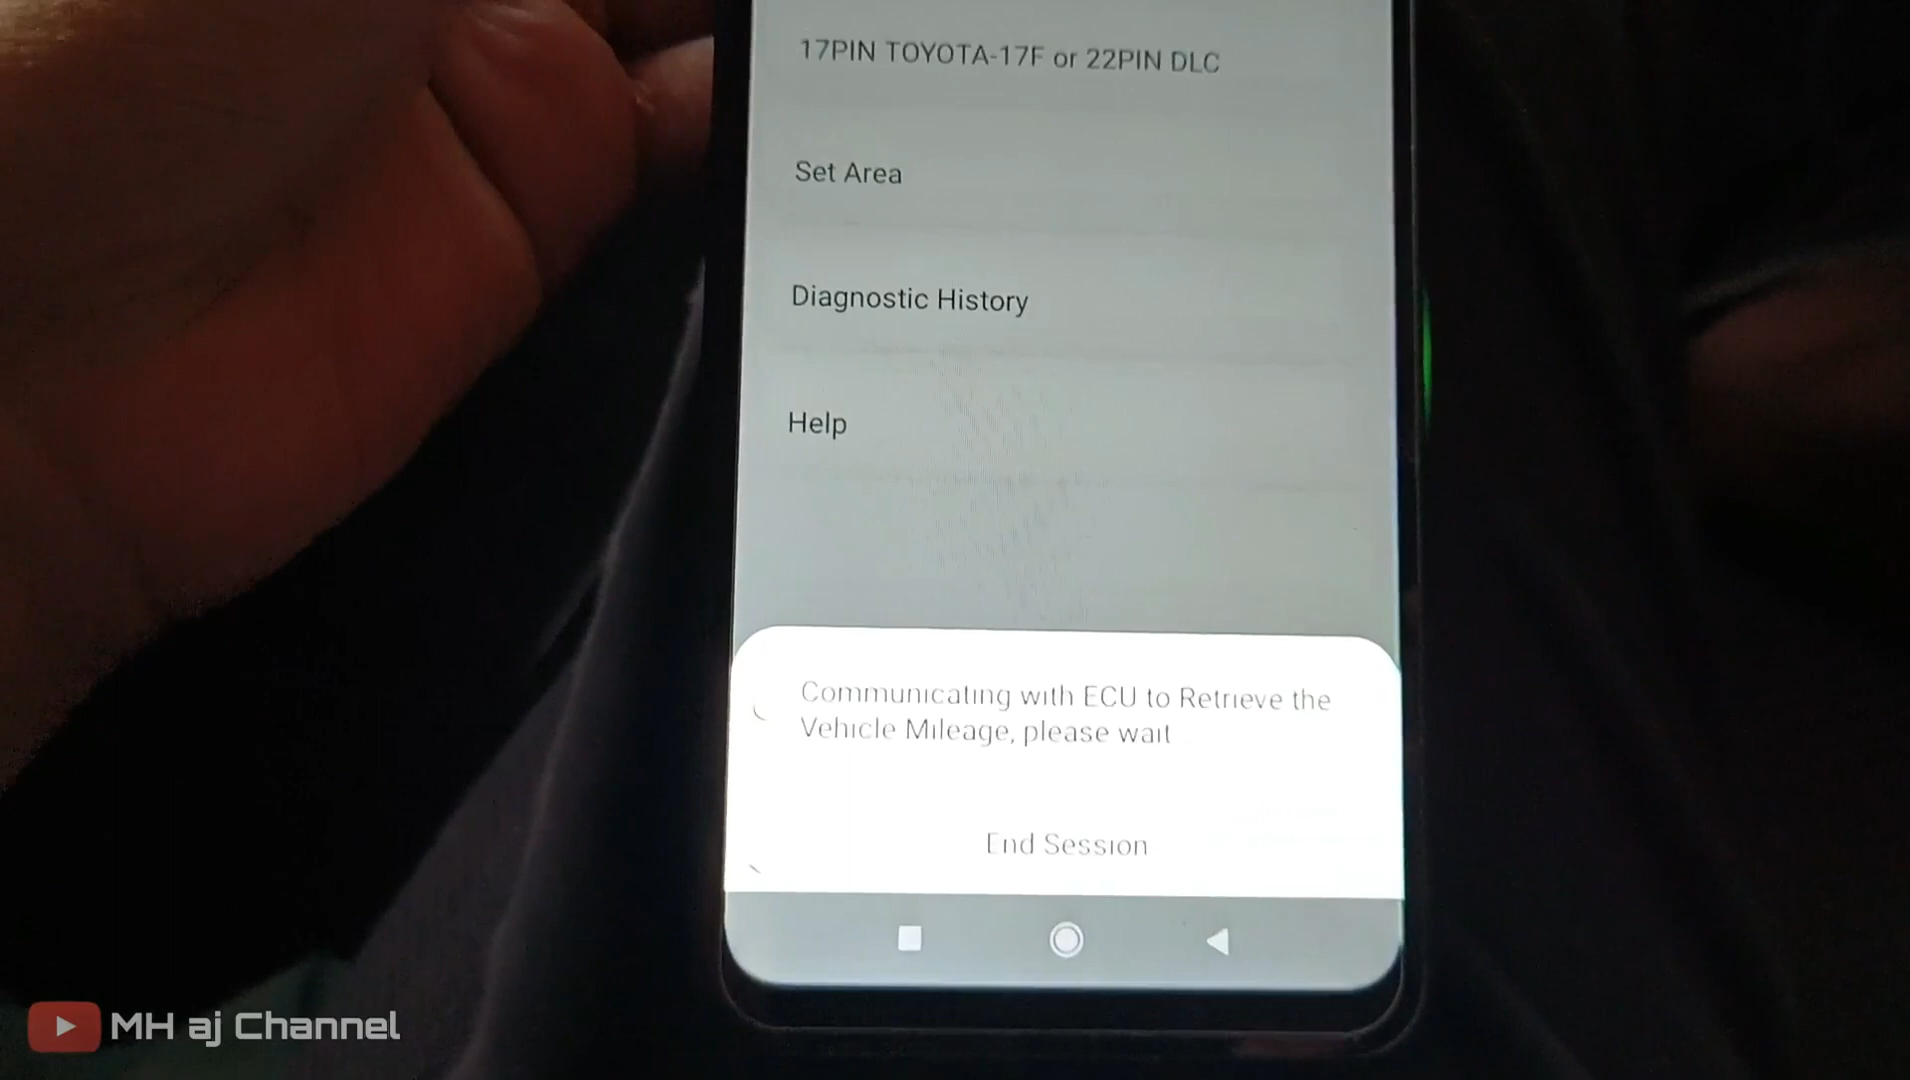 17PIN TOYOTA-17F or 22PIN DLC
Set Area
Diagnostic History
Help
Communicating with ECU to Retrieve the
Vehicle Mileage, please wait
End Session
MH aj Channel